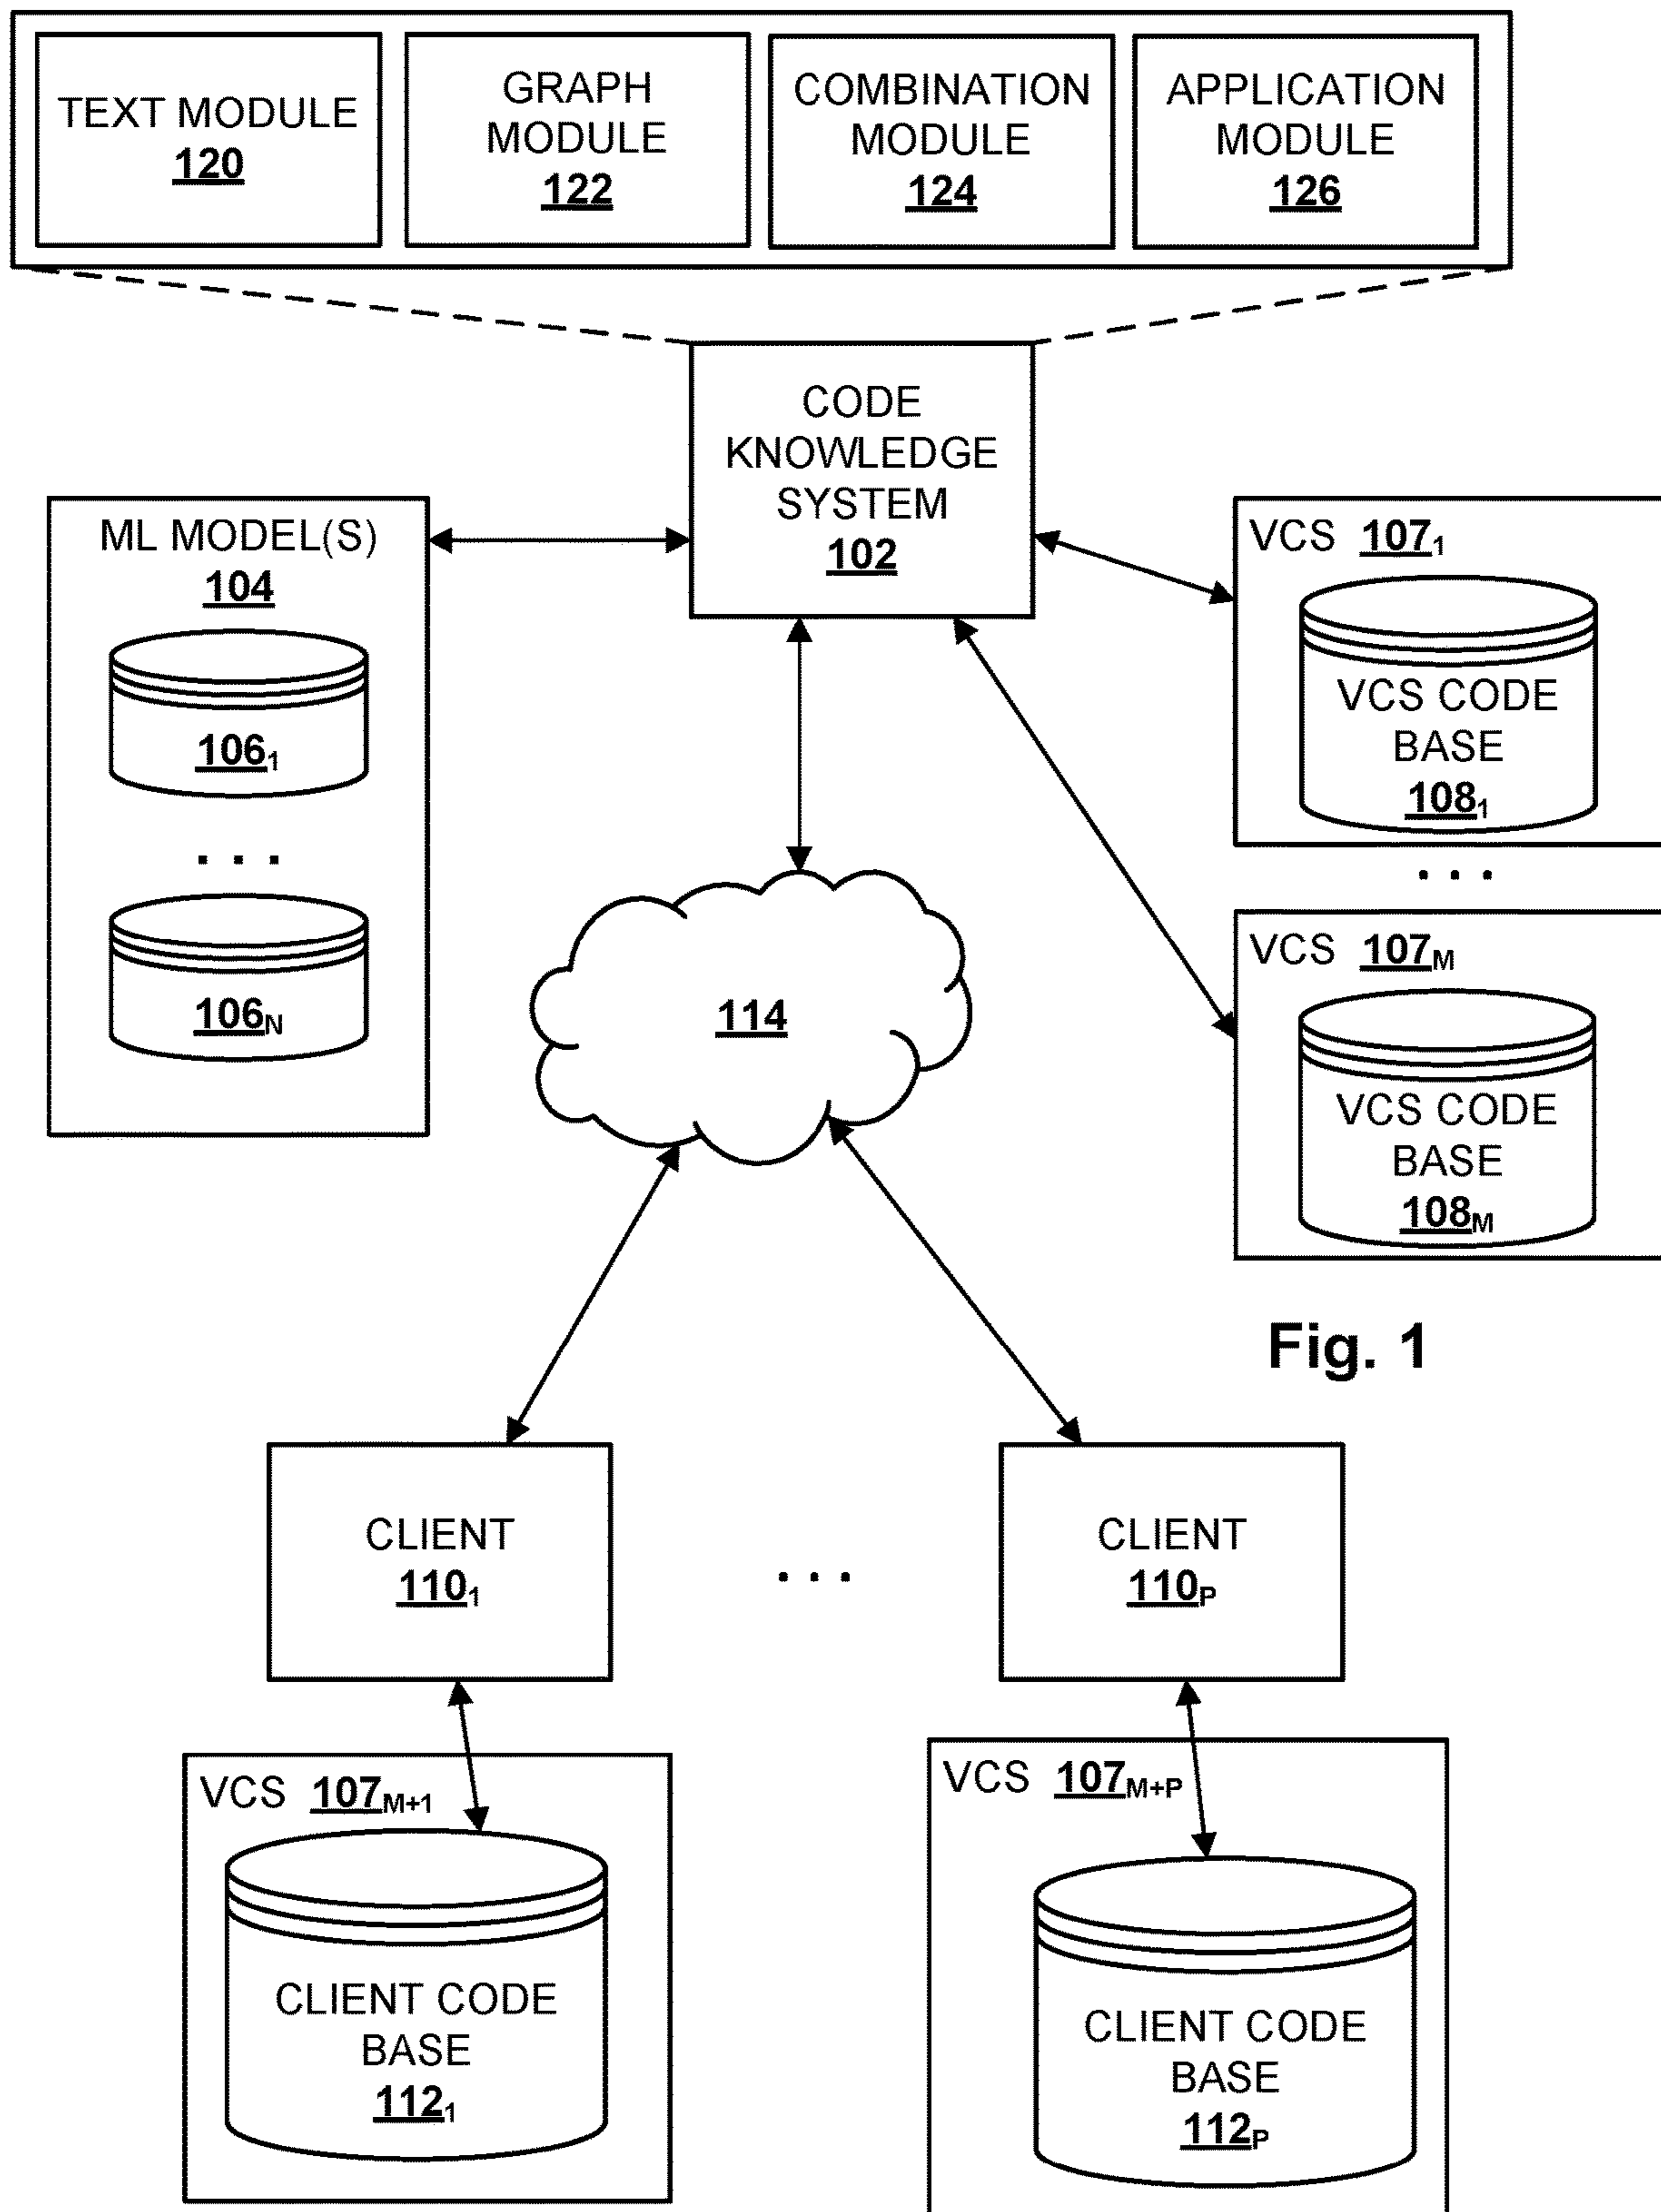 TEXT MODULE
120
GRAPH
MODULE
122
COMBINATION
MODULE
124
APPLICATION
MODULE
126
CODE
KNOWLEDGE
SYSTEM
102
ML MODEL(S)
104
106₁
. . .
106N
VCS 107₁
VCS CODE
BASE
108₁
. . .
VCS 107M
VCS CODE
BASE
108M
114
Fig. 1
CLIENT
110₁
. . .
CLIENT
110P
VCS 107M+1
CLIENT CODE
BASE
112₁
VCS 107M+P
CLIENT CODE
BASE
112P